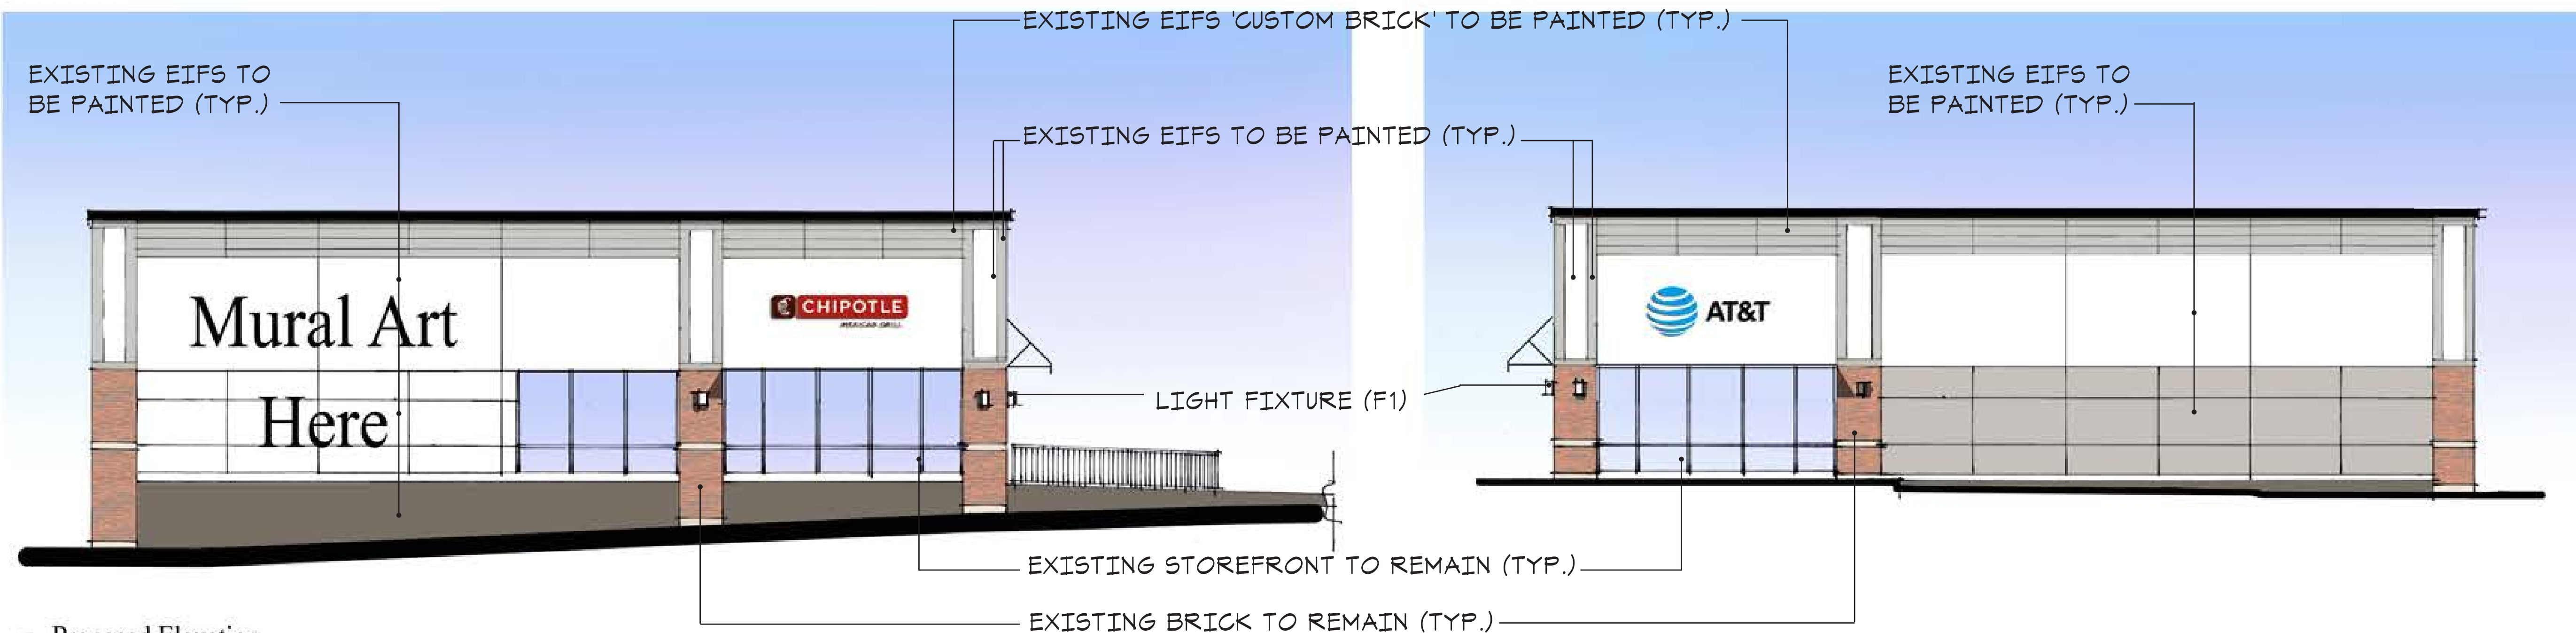 EXISTING EIFS 'CUSTOM BRICK' TO BE PAINTED (TYP.)
EXISTING EIFS TO
BE PAINTED (TYP.)
EXISTING EIFS TO
BE PAINTED (TYP.)
EXISTING EIFS TO BE PAINTED (TYP.)
Mural Art
Here
CHIPOTLE
MEXICAN GRILL
AT&T
LIGHT FIXTURE (F1)
EXISTING STOREFRONT TO REMAIN (TYP.)
EXISTING BRICK TO REMAIN (TYP.)